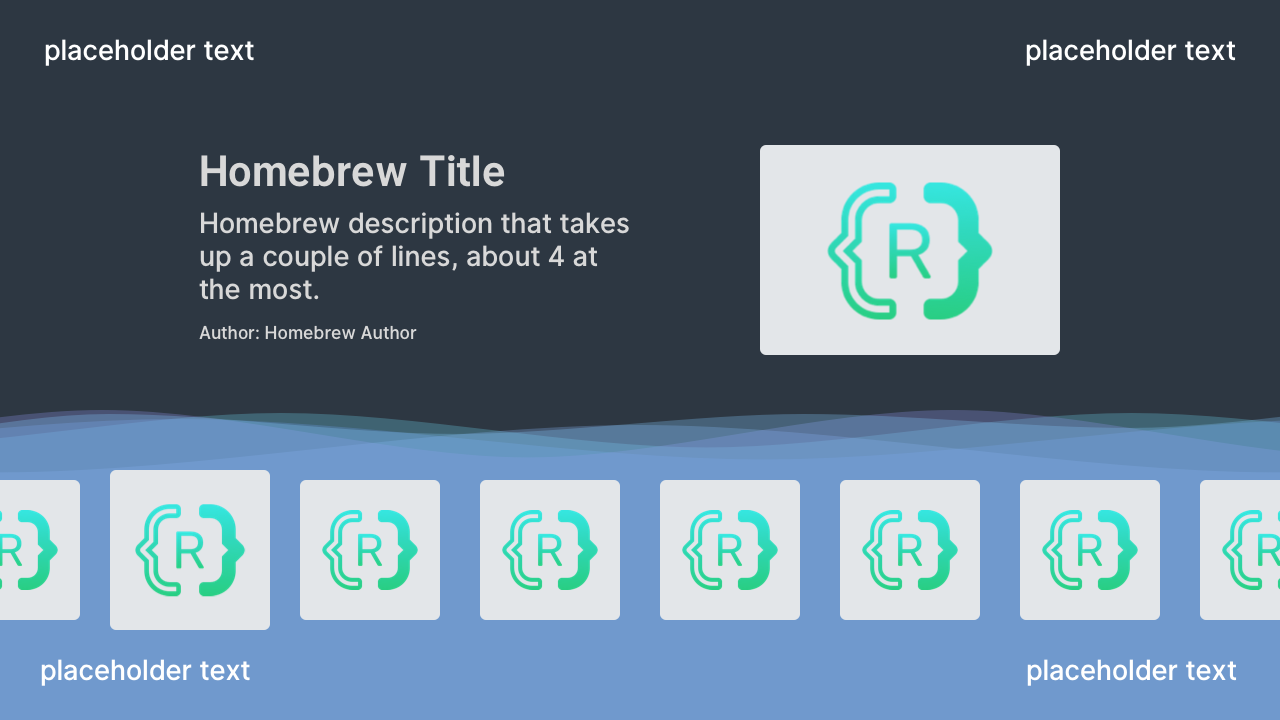 placeholder text
placeholder text
Homebrew Title
Homebrew description that takes
up a couple of lines, about 4 at
the most.
Author: Homebrew Author
R
R
R
R
R
R
R
R
R
placeholder text
placeholder text